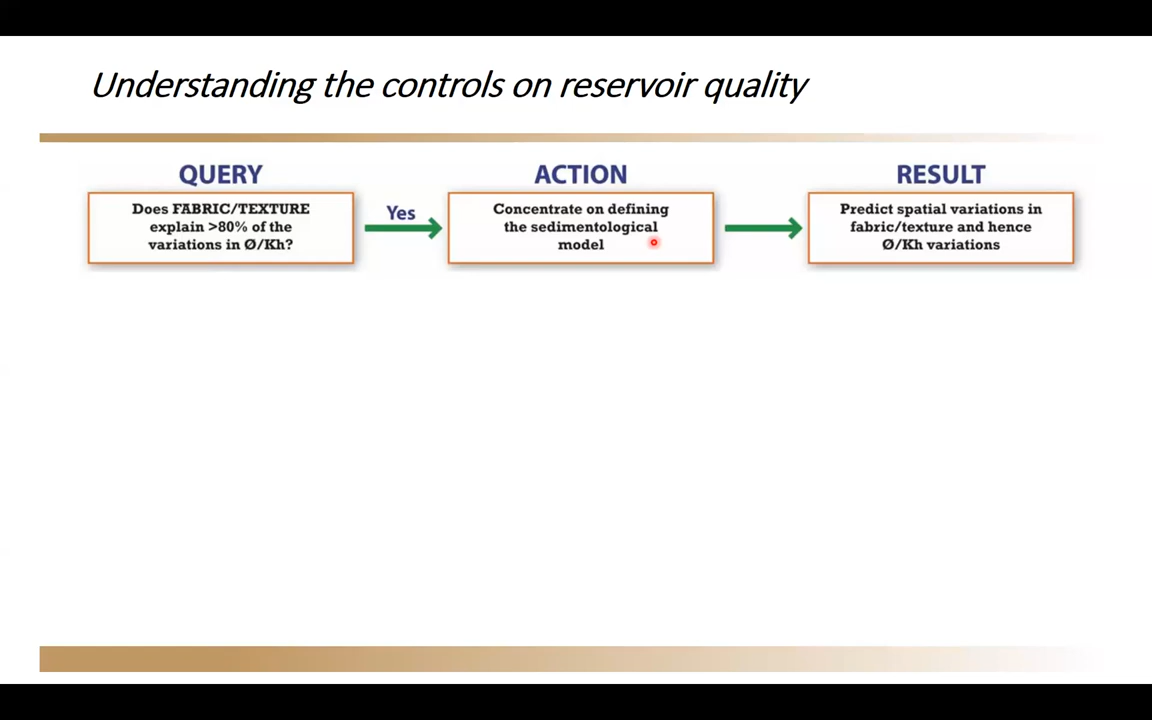 Understanding the controls on reservoir quality
QUERY
Does FABRIC/TEXTURE
explain >80% of the
variations in Ø/Kh?
Yes
ACTION
Concentrate on defining
the sedimentological
model
RESULT
Predict spatial variations in
fabric/texture and hence
Ø/Kh variations